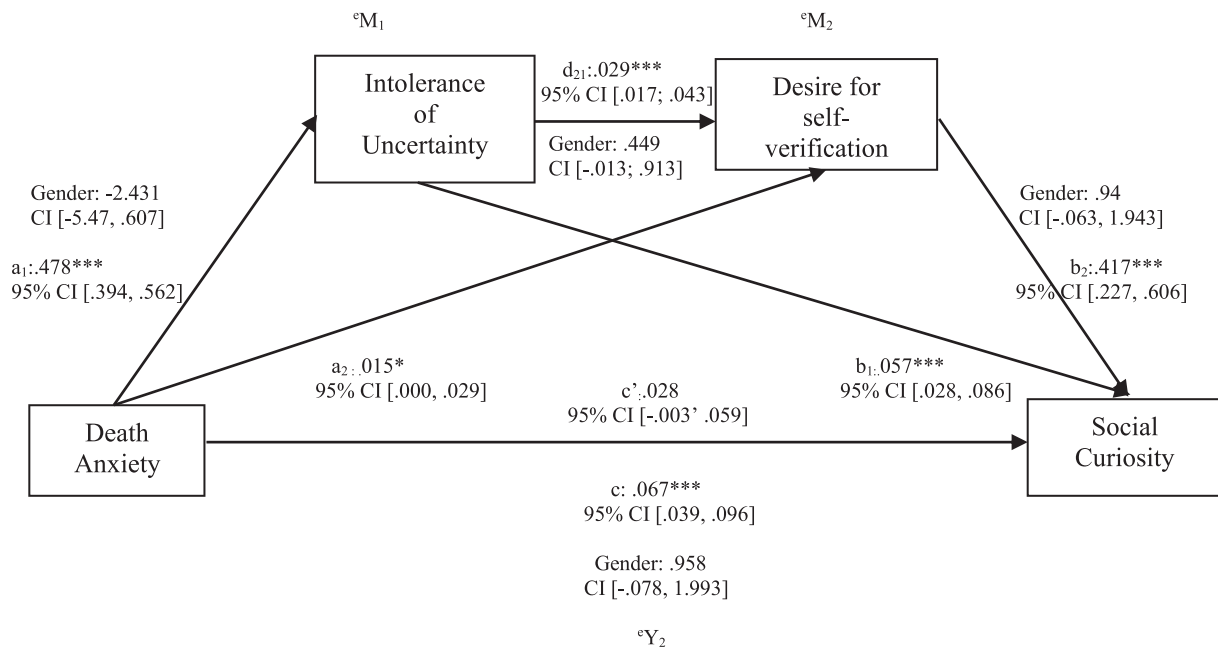 ᵉM₁
ᵉM₂
Intolerance
of
Uncertainty
d₂₁:.029***
95% CI [.017; .043]
Gender: .449
CI [-.013; .913]
Desire for
self-
verification
Gender: -2.431
CI [-5.47, .607]
a₁:.478***
95% CI [.394, .562]
Gender: .94
CI [-.063, 1.943]
b₂:.417***
95% CI [.227, .606]
a₂ : .015*
95% CI [.000, .029]
c’:.028
95% CI [-.003’ .059]
b₁:.057***
95% CI [.028, .086]
Death
Anxiety
Social
Curiosity
c: .067***
95% CI [.039, .096]
Gender: .958
CI [-.078, 1.993]
ᵉY₂